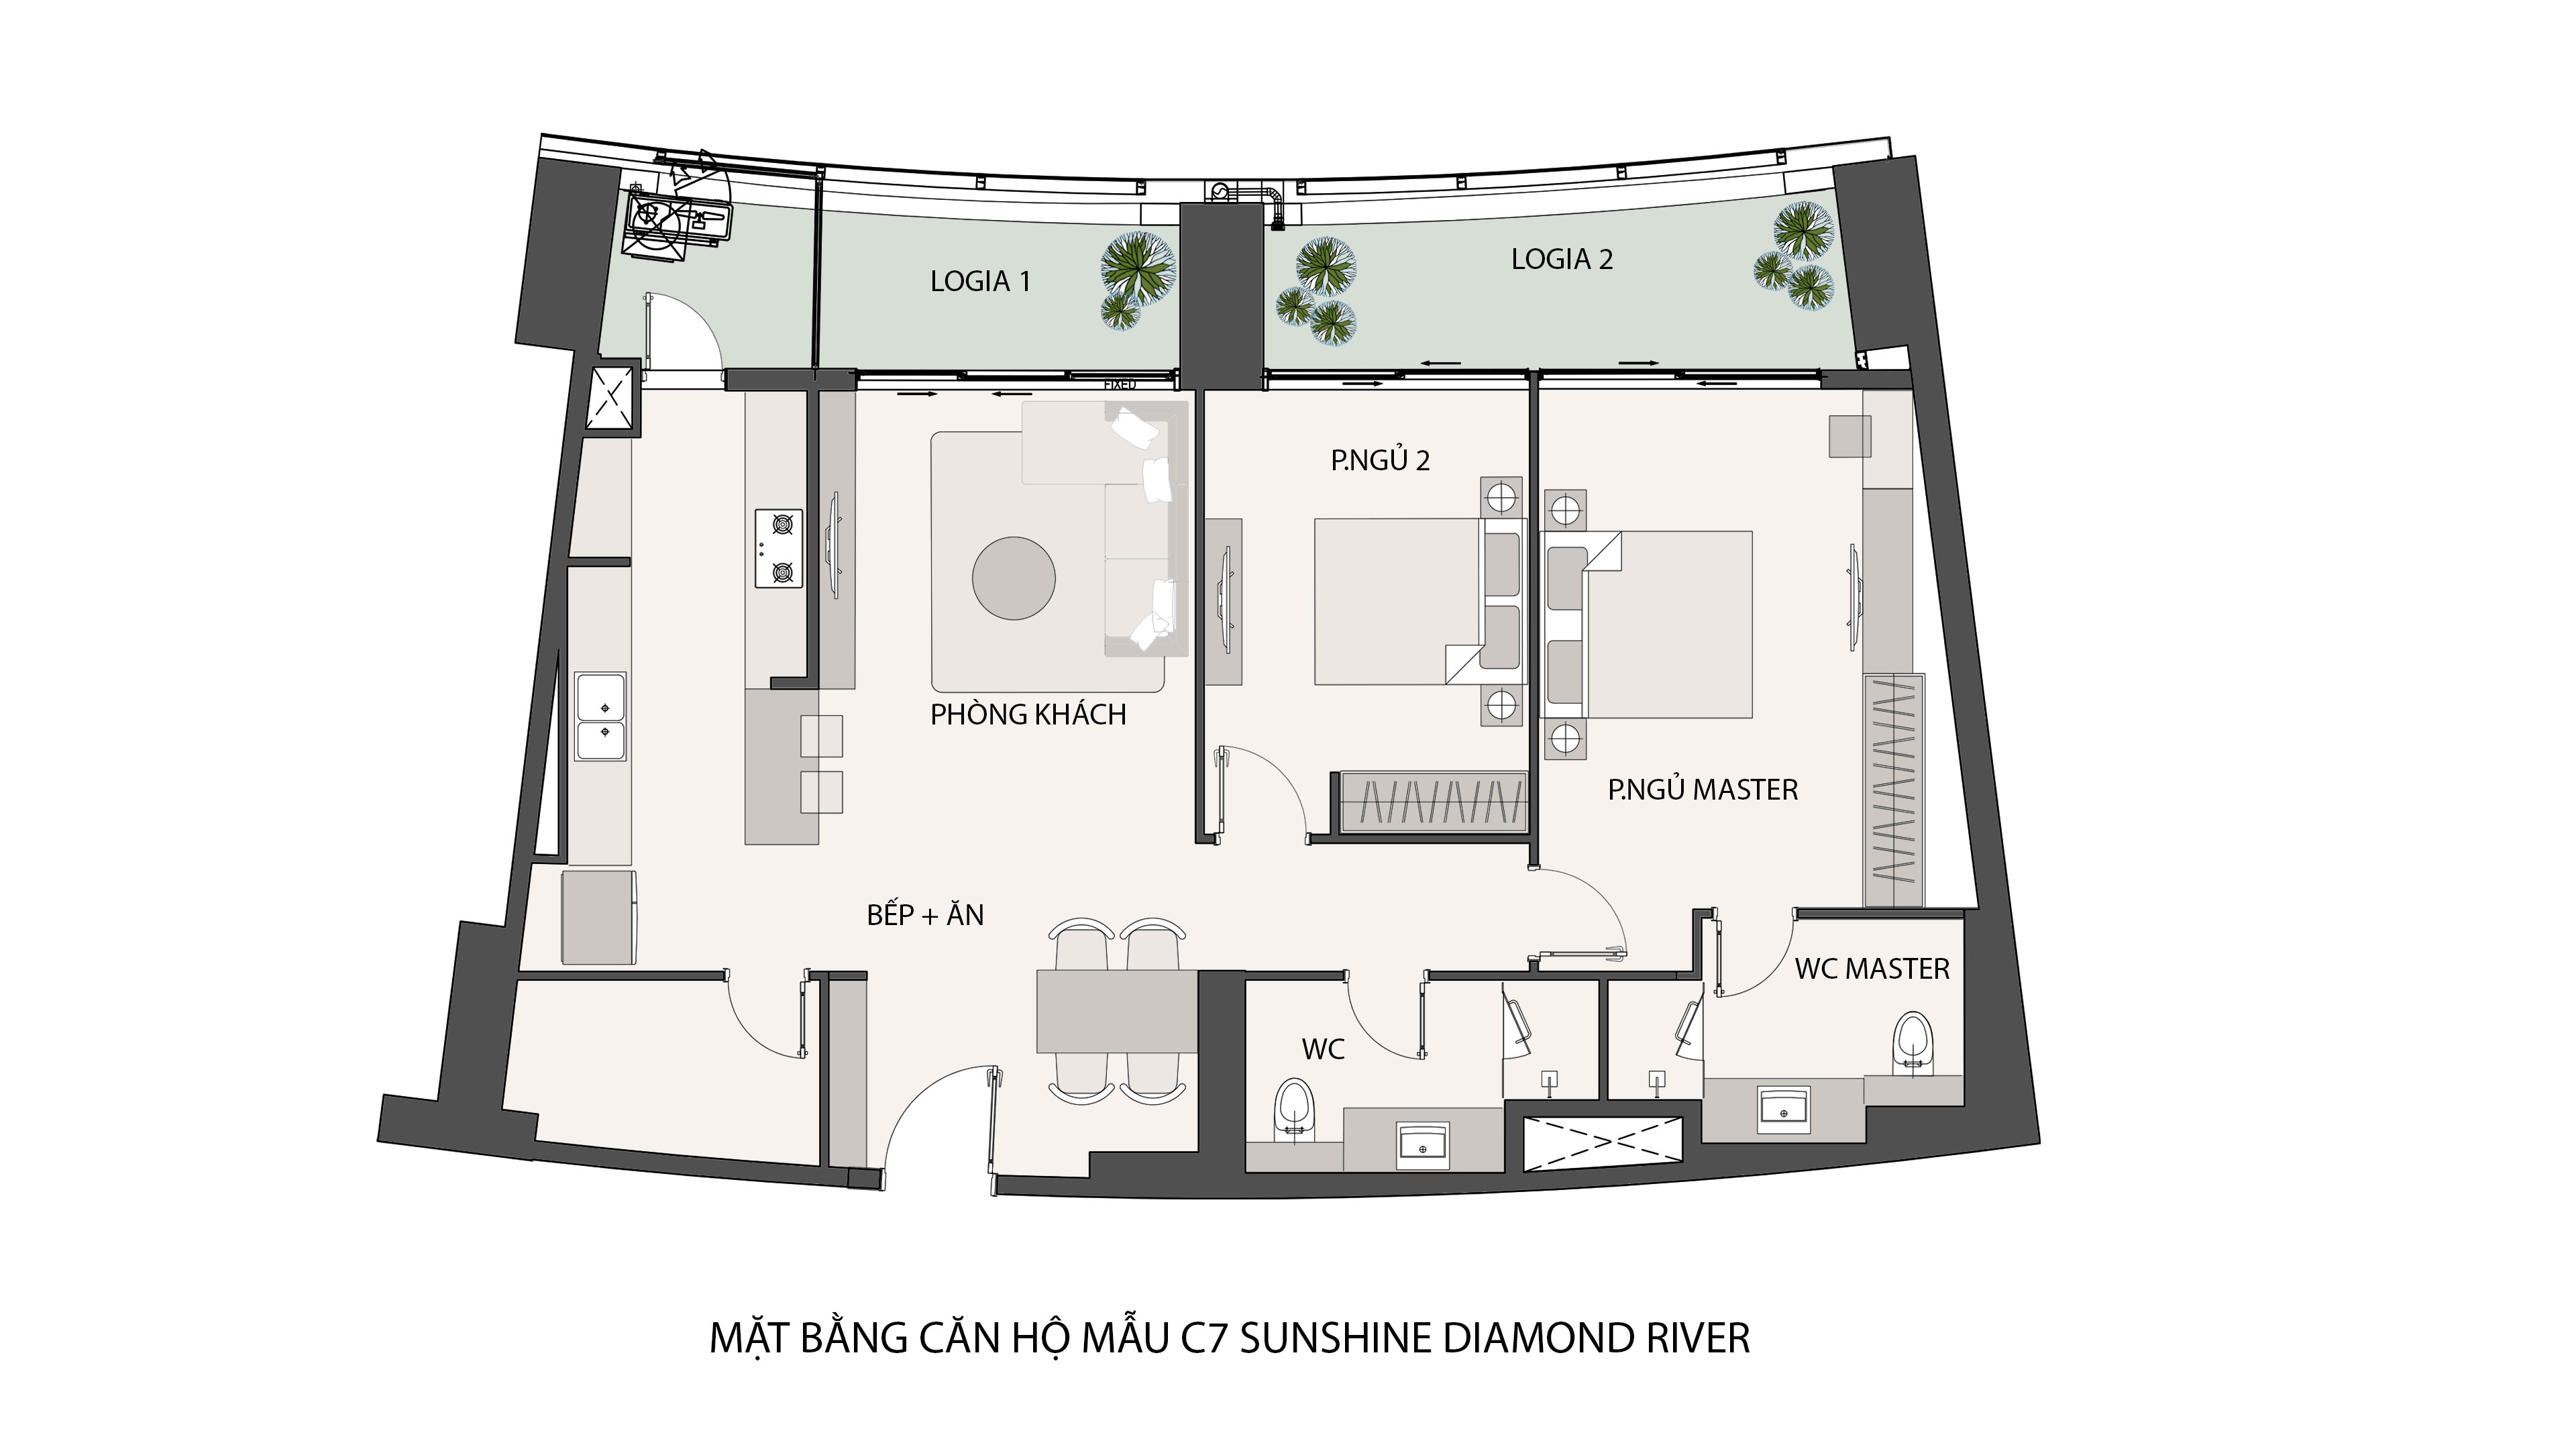 LOGIA 1
LOGIA 2
FIXED
P.NGỦ 2
PHÒNG KHÁCH
P.NGỦ MASTER
BẾP + ĂN
WC MASTER
WC
MẶT BẰNG CĂN HỘ MẪU C7 SUNSHINE DIAMOND RIVER